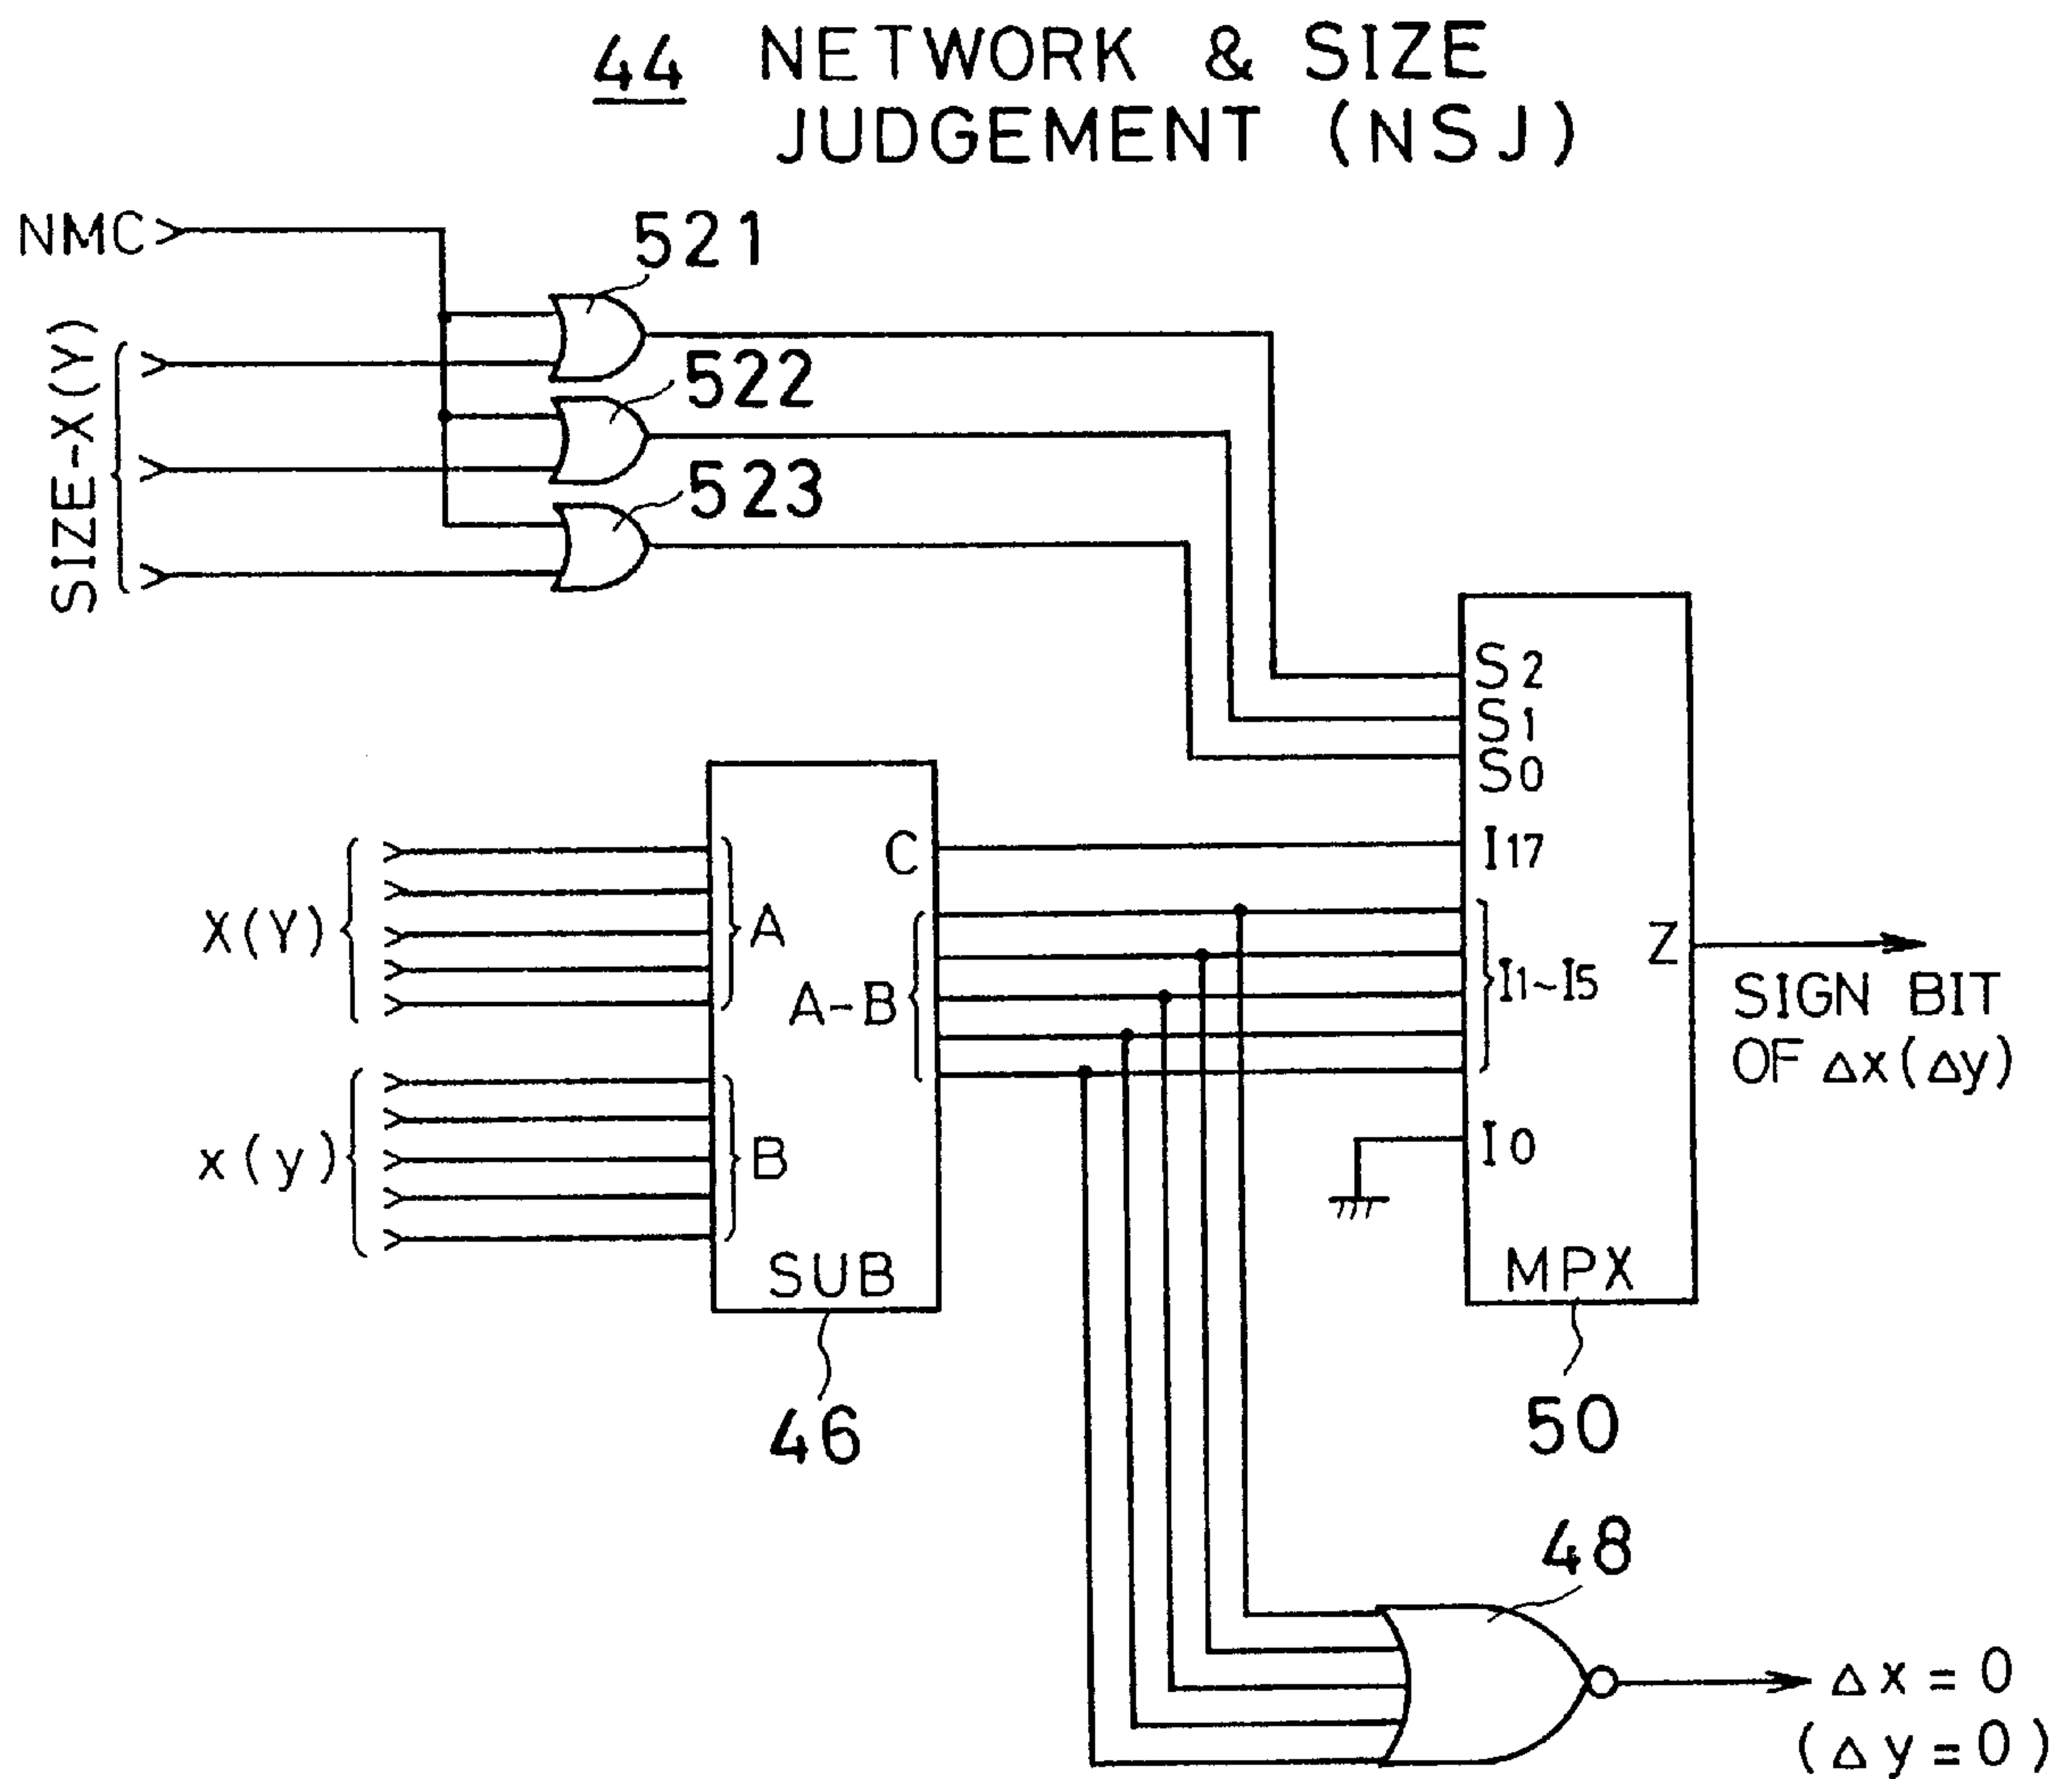 44 NETWORK & SIZE
JUDGEMENT (NSJ)
NMC
521
SIZE-X(Y)
522
523
S2
S1
S0
C
I17
X(Y)
A
A-B
I1~I5
Z
SIGN BIT
OF Δx(Δy)
x(y)
B
I0
SUB
MPX
46
50
48
Δx=0
(Δy=0)